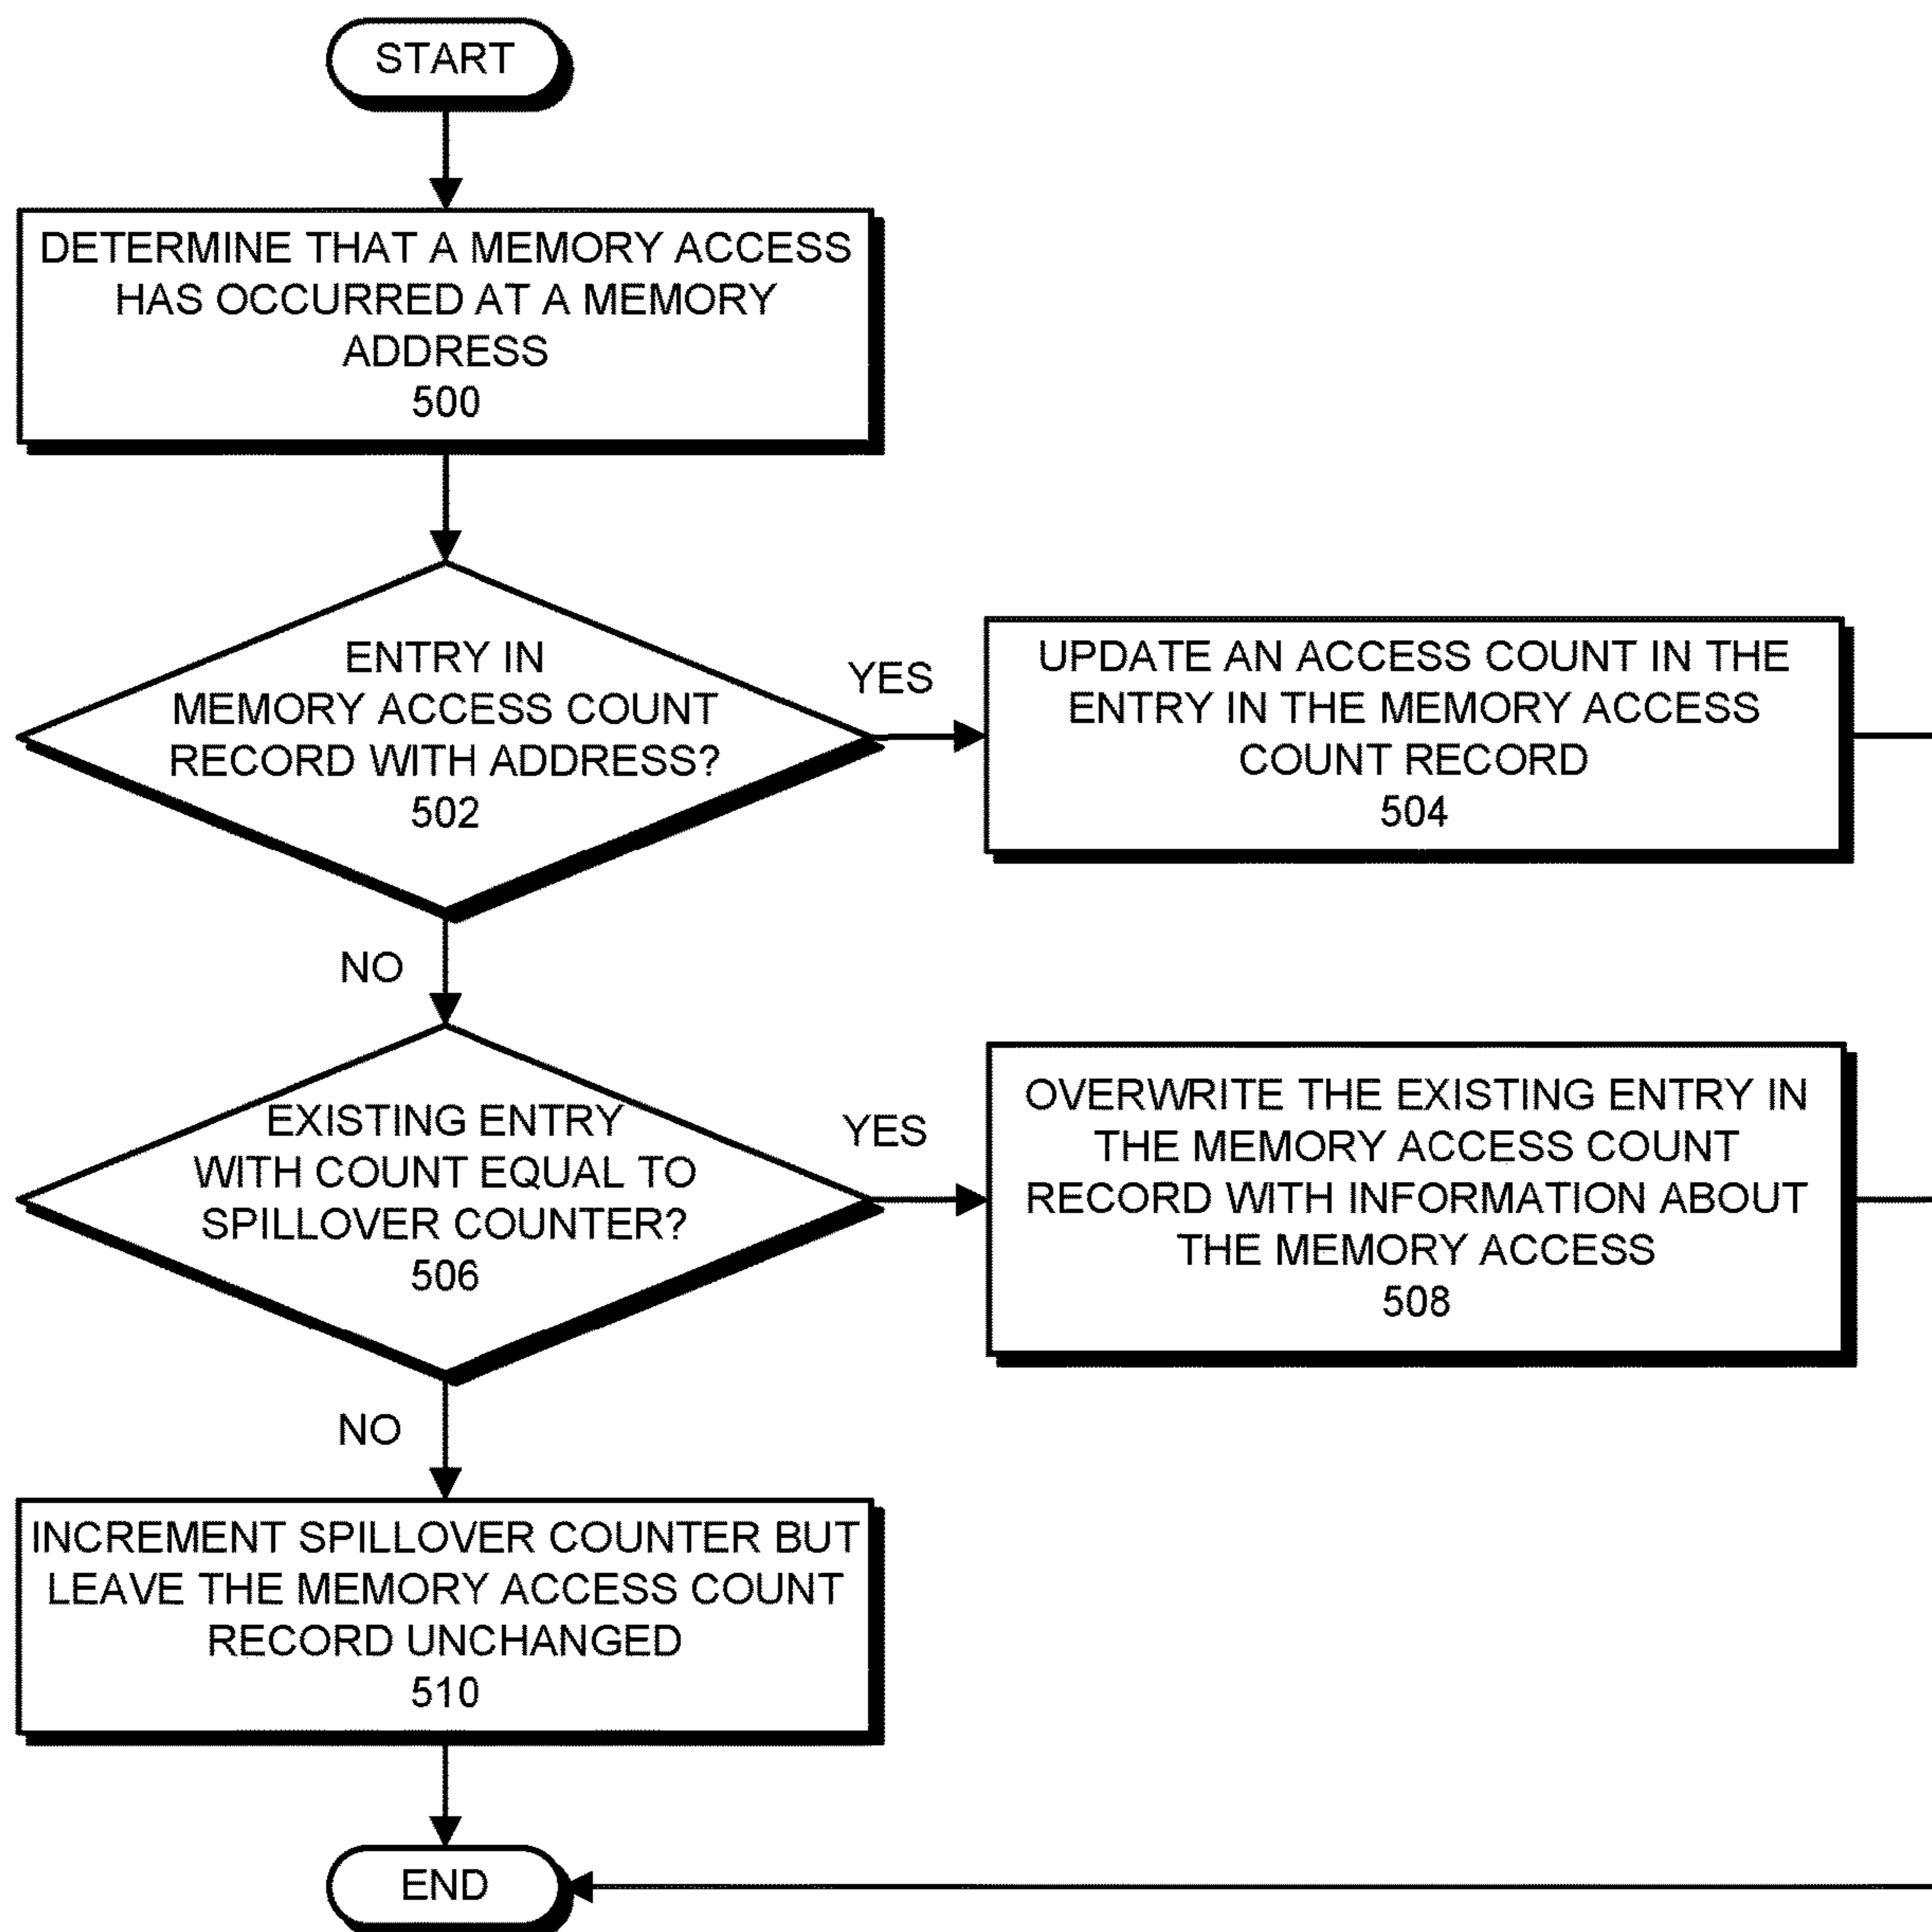 START
DETERMINE THAT A MEMORY ACCESS
HAS OCCURRED AT A MEMORY
ADDRESS
500
ENTRY IN
MEMORY ACCESS COUNT
RECORD WITH ADDRESS?
502
YES
UPDATE AN ACCESS COUNT IN THE
ENTRY IN THE MEMORY ACCESS
COUNT RECORD
504
NO
EXISTING ENTRY
WITH COUNT EQUAL TO
SPILLOVER COUNTER?
506
YES
OVERWRITE THE EXISTING ENTRY IN
THE MEMORY ACCESS COUNT
RECORD WITH INFORMATION ABOUT
THE MEMORY ACCESS
508
NO
INCREMENT SPILLOVER COUNTER BUT
LEAVE THE MEMORY ACCESS COUNT
RECORD UNCHANGED
510
END